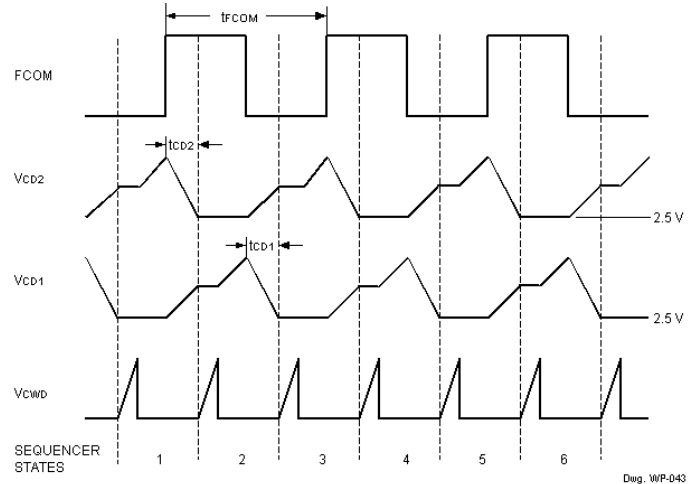 tFCOM
FCOM
tCD2
VCD2
2.5 V
tCD1
VCD1
2.5 V
VCWD
SEQUENCER
STATES
1 2 3 4 5 6
Dwg. WP-043